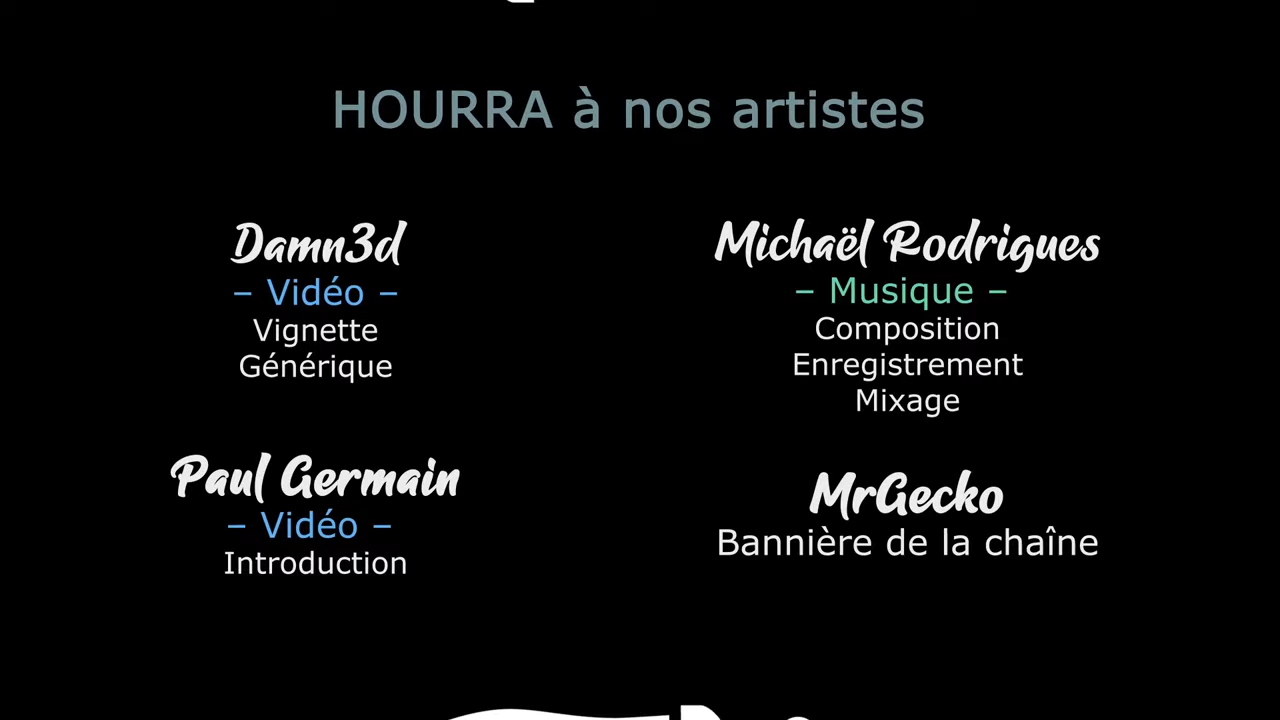 HOURRA à nos artistes
Damn3d
– Vidéo –
Vignette
Générique
Michaël Rodrigues
– Musique –
Composition
Enregistrement
Mixage
Paul Germain
– Vidéo –
Introduction
MrGecko
Bannière de la chaîne